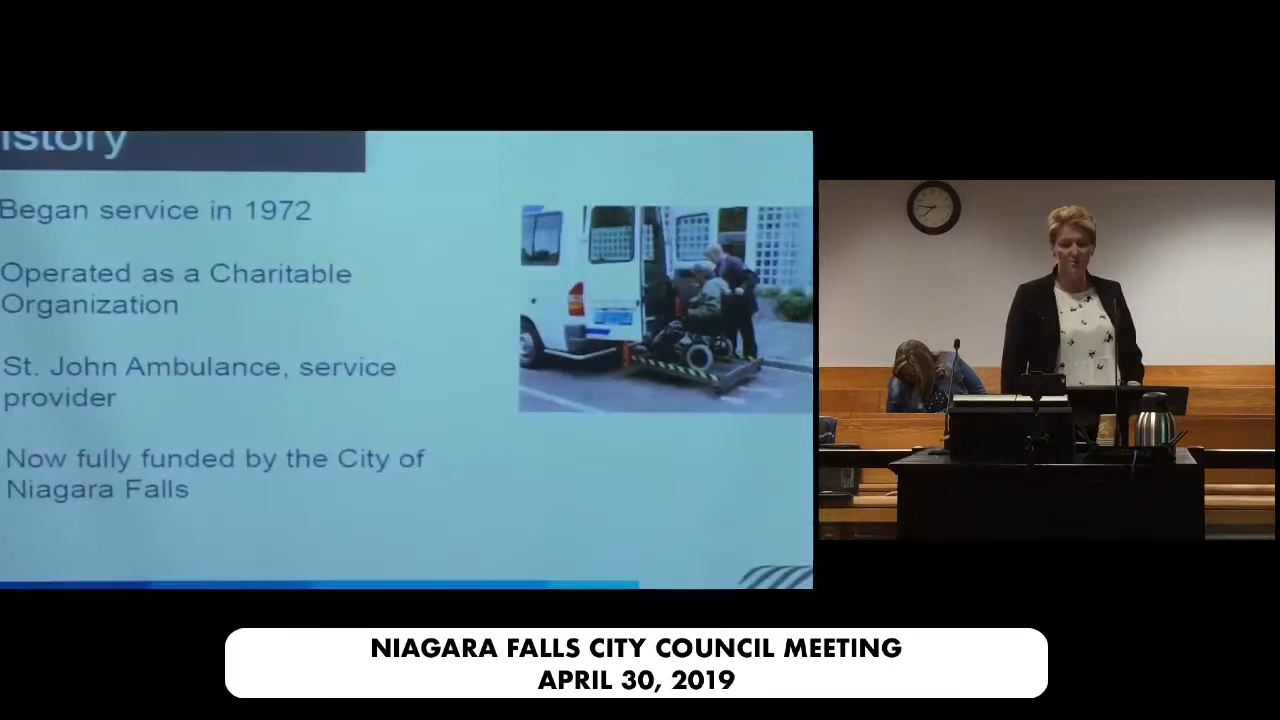 istory
Began service in 1972
Operated as a Charitable
Organization
St. John Ambulance, service
provider
Now fully funded by the City of
Niagara Falls
NIAGARA FALLS CITY COUNCIL MEETING
APRIL 30, 2019